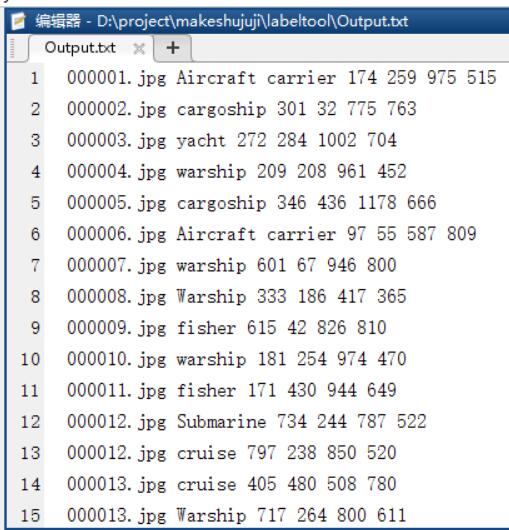 编辑器 - D:\project\makeshujuji\labeltool\Output.txt
Output.txt × +
1 000001.jpg Aircraft carrier 174 259 975 515
2 000002.jpg cargoship 301 32 775 763
3 000003.jpg yacht 272 284 1002 704
4 000004.jpg warship 209 208 961 452
5 000005.jpg cargoship 346 436 1178 666
6 000006.jpg Aircraft carrier 97 55 587 809
7 000007.jpg warship 601 67 946 800
8 000008.jpg Warship 333 186 417 365
9 000009.jpg fisher 615 42 826 810
10 000010.jpg warship 181 254 974 470
11 000011.jpg fisher 171 430 944 649
12 000012.jpg Submarine 734 244 787 522
13 000012.jpg cruise 797 238 850 520
14 000013.jpg cruise 405 480 508 780
15 000013.jpg Warship 717 264 800 611